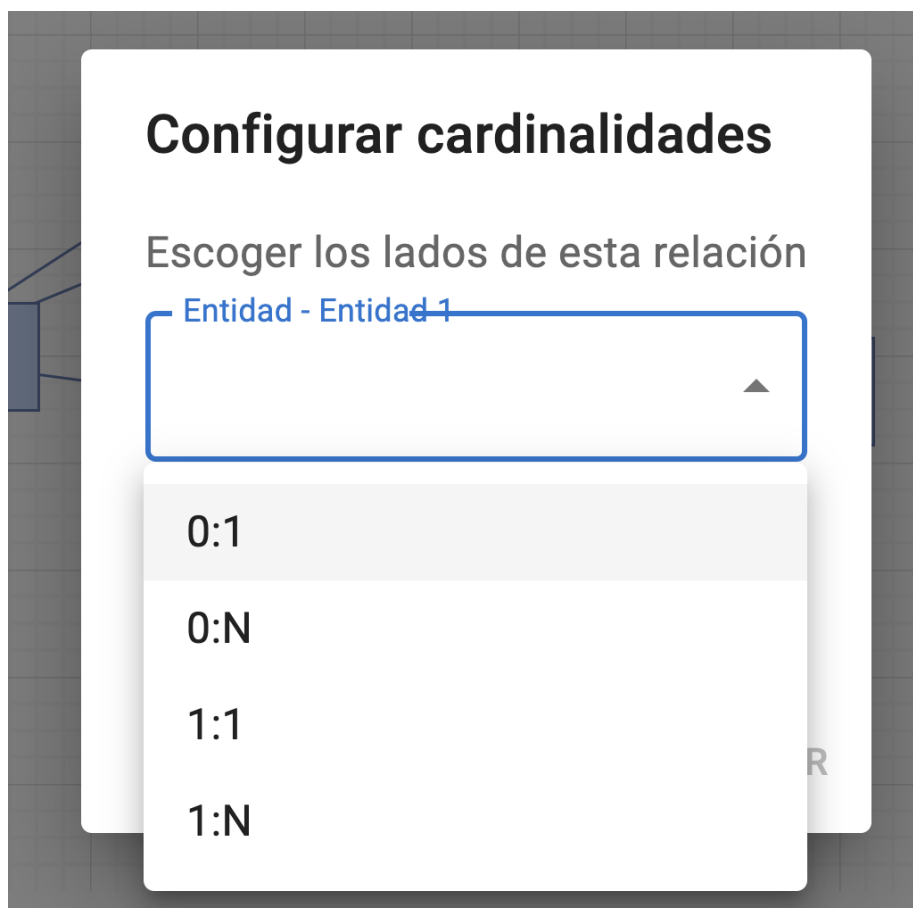 Configurar cardinalidades
Escoger los lados de esta relación
Entidad - Entidad 1
0:1
0:N
1:1
1:N
R